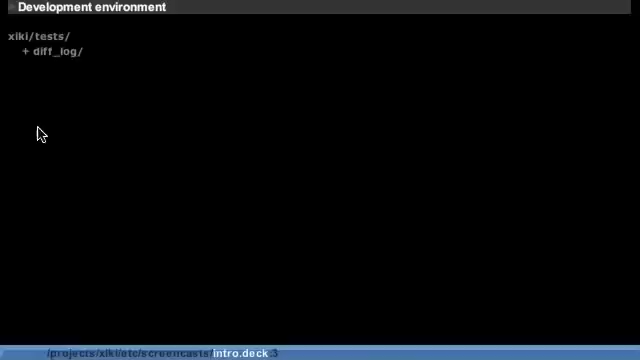 Development environment
xiki/tests/
+ diff_log/
/projects/xiki/etc/screencasts/intro.deck:3